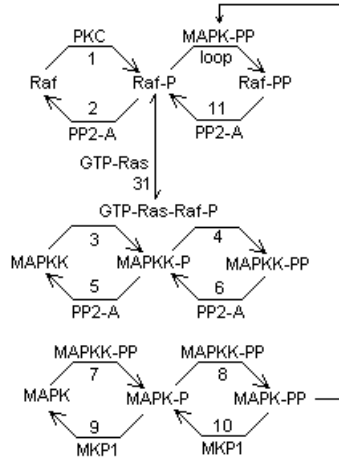 PKC MAPK-PP
1 loop
Raf Raf-P Raf-PP
2 11
PP2-A PP2-A
GTP-Ras
31
GTP-Ras-Raf-P
3 4
MAPKK MAPKK-P MAPKK-PP
5 6
PP2-A PP2-A
MAPKK-PP MAPKK-PP
7 8
MAPK MAPK-P MAPK-PP
9 10
MKP1 MKP1